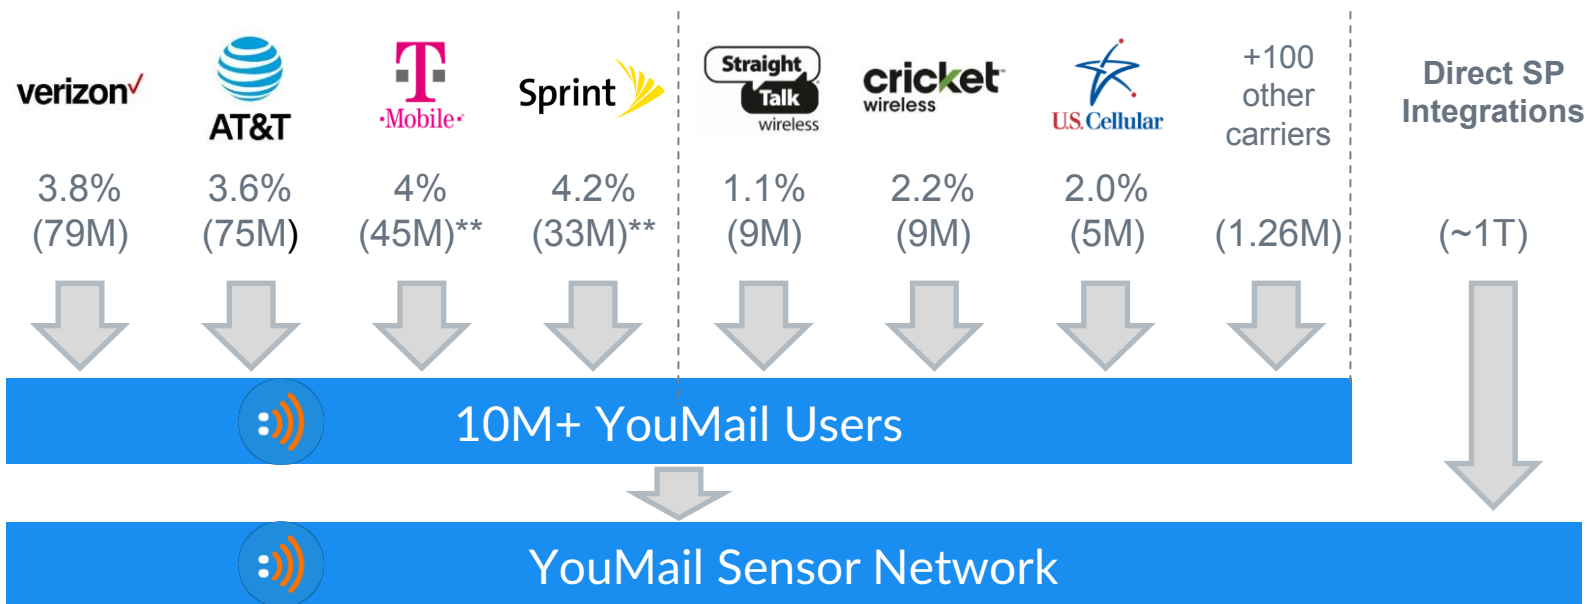 verizon✓
AT&T
T
·Mobile·
Sprint
Straight
Talk
wireless
cricket
wireless
U.S. Cellular
+100
other
carriers
Direct SP
Integrations
3.8%
(79M)
3.6%
(75M)
4%
(45M)**
4.2%
(33M)**
1.1%
(9M)
2.2%
(9M)
2.0%
(5M)
(1.26M)
(~1T)
10M+ YouMail Users
YouMail Sensor Network